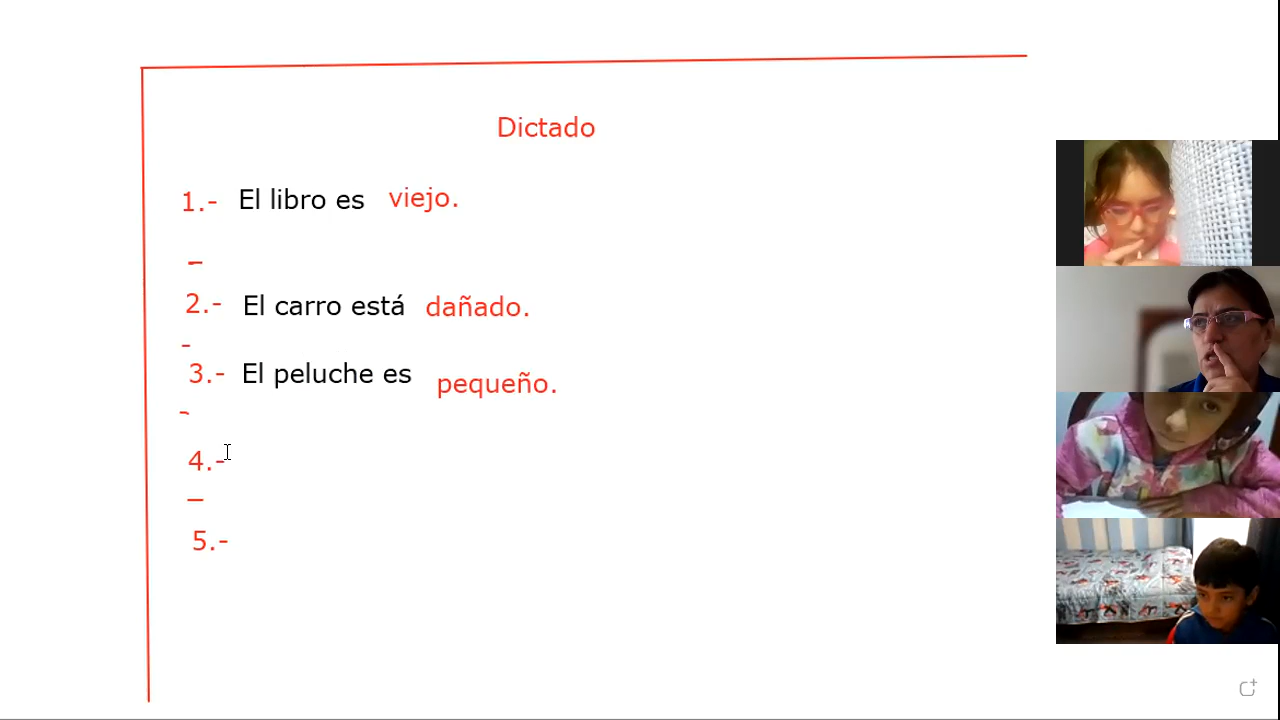 Dictado
1.- El libro es viejo.
-
2.- El carro está dañado.
-
3.- El peluche es pequeño.
-
4.-
-
5.-